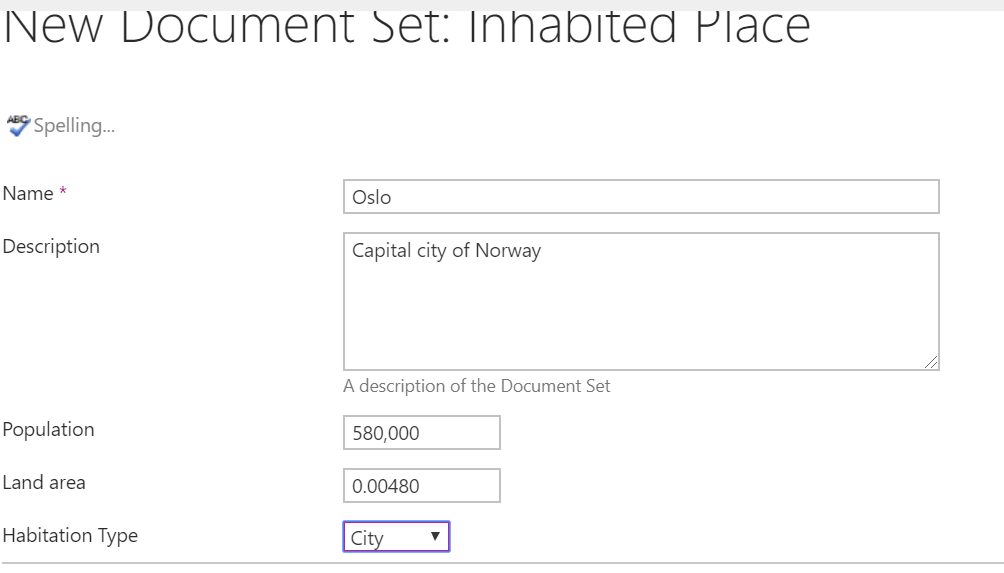 New Document Set: Inhabited Place
ABC Spelling...
Name * Oslo
Description Capital city of Norway
A description of the Document Set
Population 580,000
Land area 0.00480
Habitation Type City